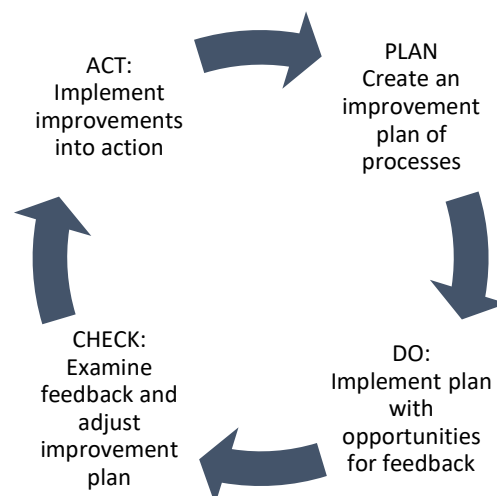 ACT:
Implement
improvements
into action
PLAN
Create an
improvement
plan of
processes
DO:
Implement plan
with
opportunities
for feedback
CHECK:
Examine
feedback and
adjust
improvement
plan